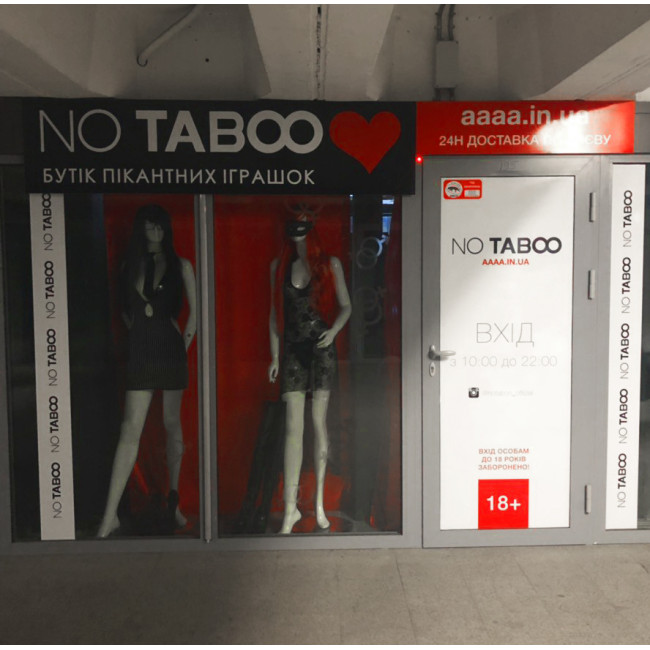 NO TABOO
БУТІК ПІКАНТНИХ ІГРАШОК
aaaa.in.ua
24H ДОСТАВКА
NO TABOO
NO TABOO
NO TABOO
NO TABOO
NO TABOO
NO TABOO
AAAA.IN.UA
ВХІД
з 10:00 до 22:00
ВХІД ОСОБАМ
ДО 18 РОКІВ
ЗАБОРОНЕНО!
18+
NO TABOO
NO TABOO
NO TABOO
NO TABOO
NO TABOO